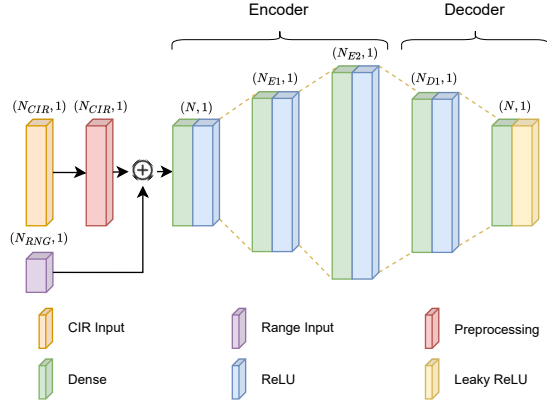 Encoder
Decoder
(N_{E2}, 1)
(N_{E1}, 1)
(N_{D1}, 1)
(N_{CIR}, 1)
(N_{CIR}, 1)
(N, 1)
(N, 1)
(N_{RNG}, 1)
CIR Input
Range Input
Preprocessing
Dense
ReLU
Leaky ReLU